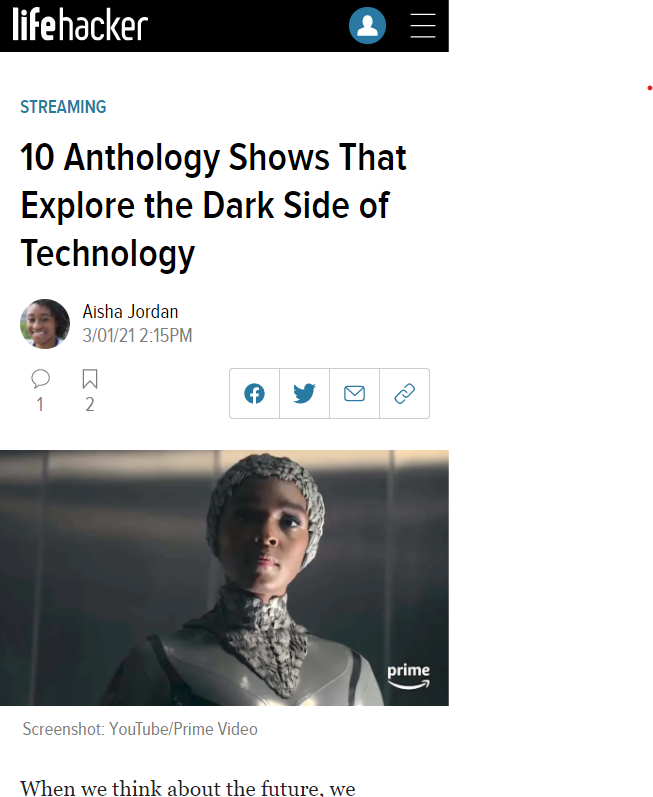 lifehacker
STREAMING
10 Anthology Shows That
Explore the Dark Side of
Technology
Aisha Jordan
3/01/21 2:15PM
1
2
prime
Screenshot: YouTube/Prime Video
When we think about the future, we